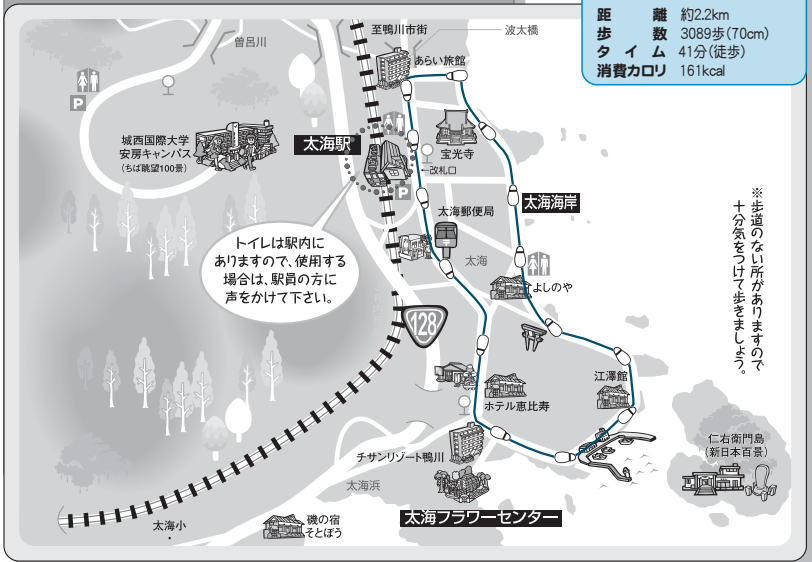 距離 約2.2km
歩数 3089歩(70cm)
タイム 41分(徒歩)
消費カロリ 161kcal
至鴨川市街
波太橋
曽呂川
あらい旅館
P
城西国際大学
安房キャンパス
(ちば眺望100景)
太海駅
宝光寺
←改札口
P
太海海岸
太海郵便局
トイレは駅内に
ありますので、使用する
場合は、駅員の方に
声をかけて下さい。
太海
よしのや
128
※歩道のない所がありますので
十分気をつけて歩きましょう。
江澤館
ホテル恵比寿
仁右衛門島
(新日本百景)
チサンリゾート鴨川
太海浜
太海フラワーセンター
太海小
磯の宿
そとぼう